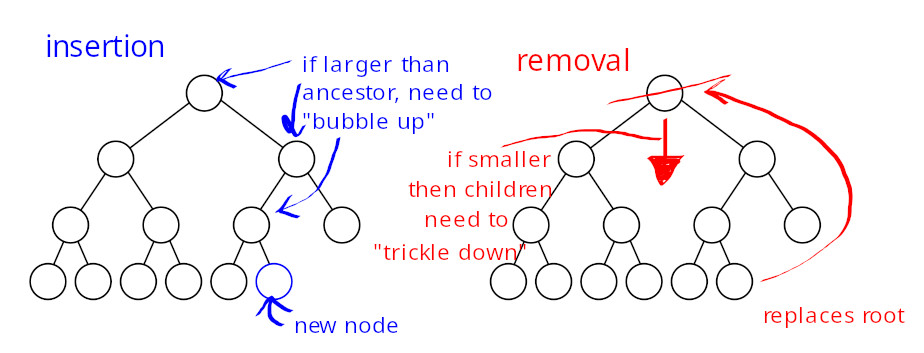 insertion
if larger than
ancestor, need to
"bubble up"
new node
removal
if smaller
then children
need to
"trickle down"
replaces root